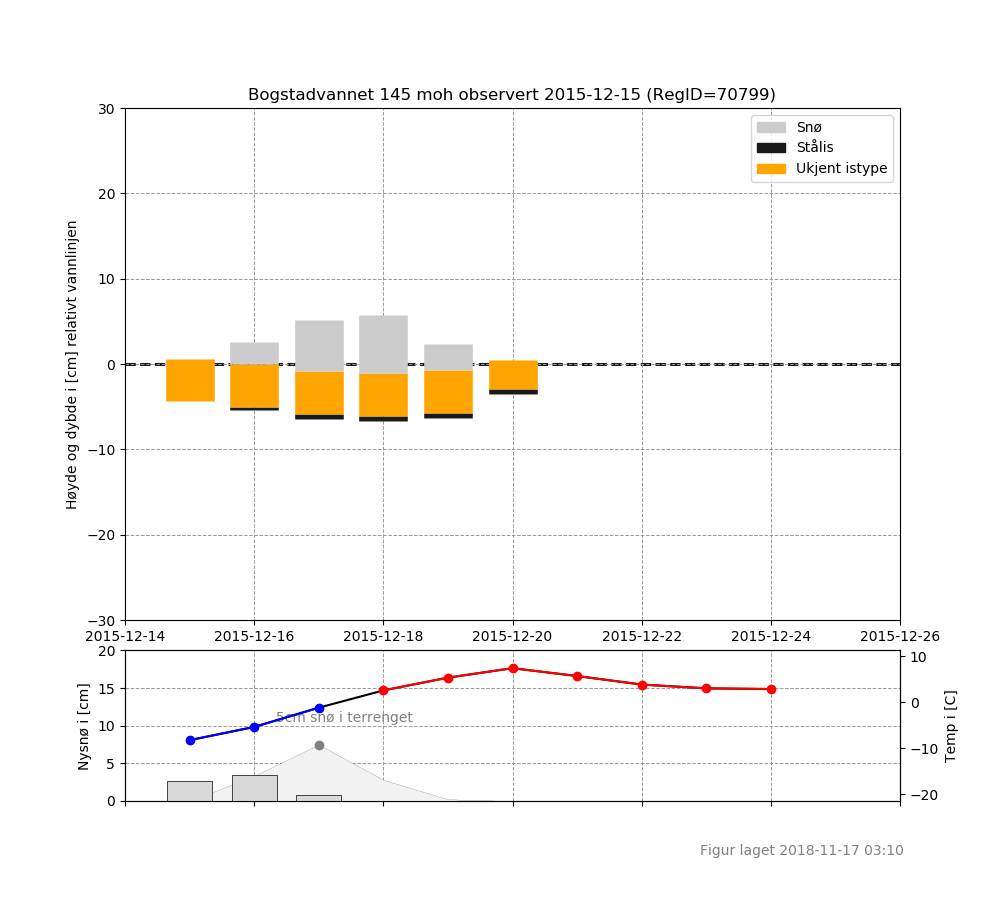 Bogstadvannet 145 moh observert 2015-12-15 (RegID=70799)
Snø
Stålis
Ukjent istype
Høyde og dybde i [cm] relativt vannlinjen
30
20
10
0
−10
−20
−30
2015-12-14 2015-12-16 2015-12-18 2015-12-20 2015-12-22 2015-12-24 2015-12-26
Nysnø i [cm]
20
15
10
5
0
5cm snø i terrenget
10
0
−10
−20
Temp i [C]
Figur laget 2018-11-17 03:10